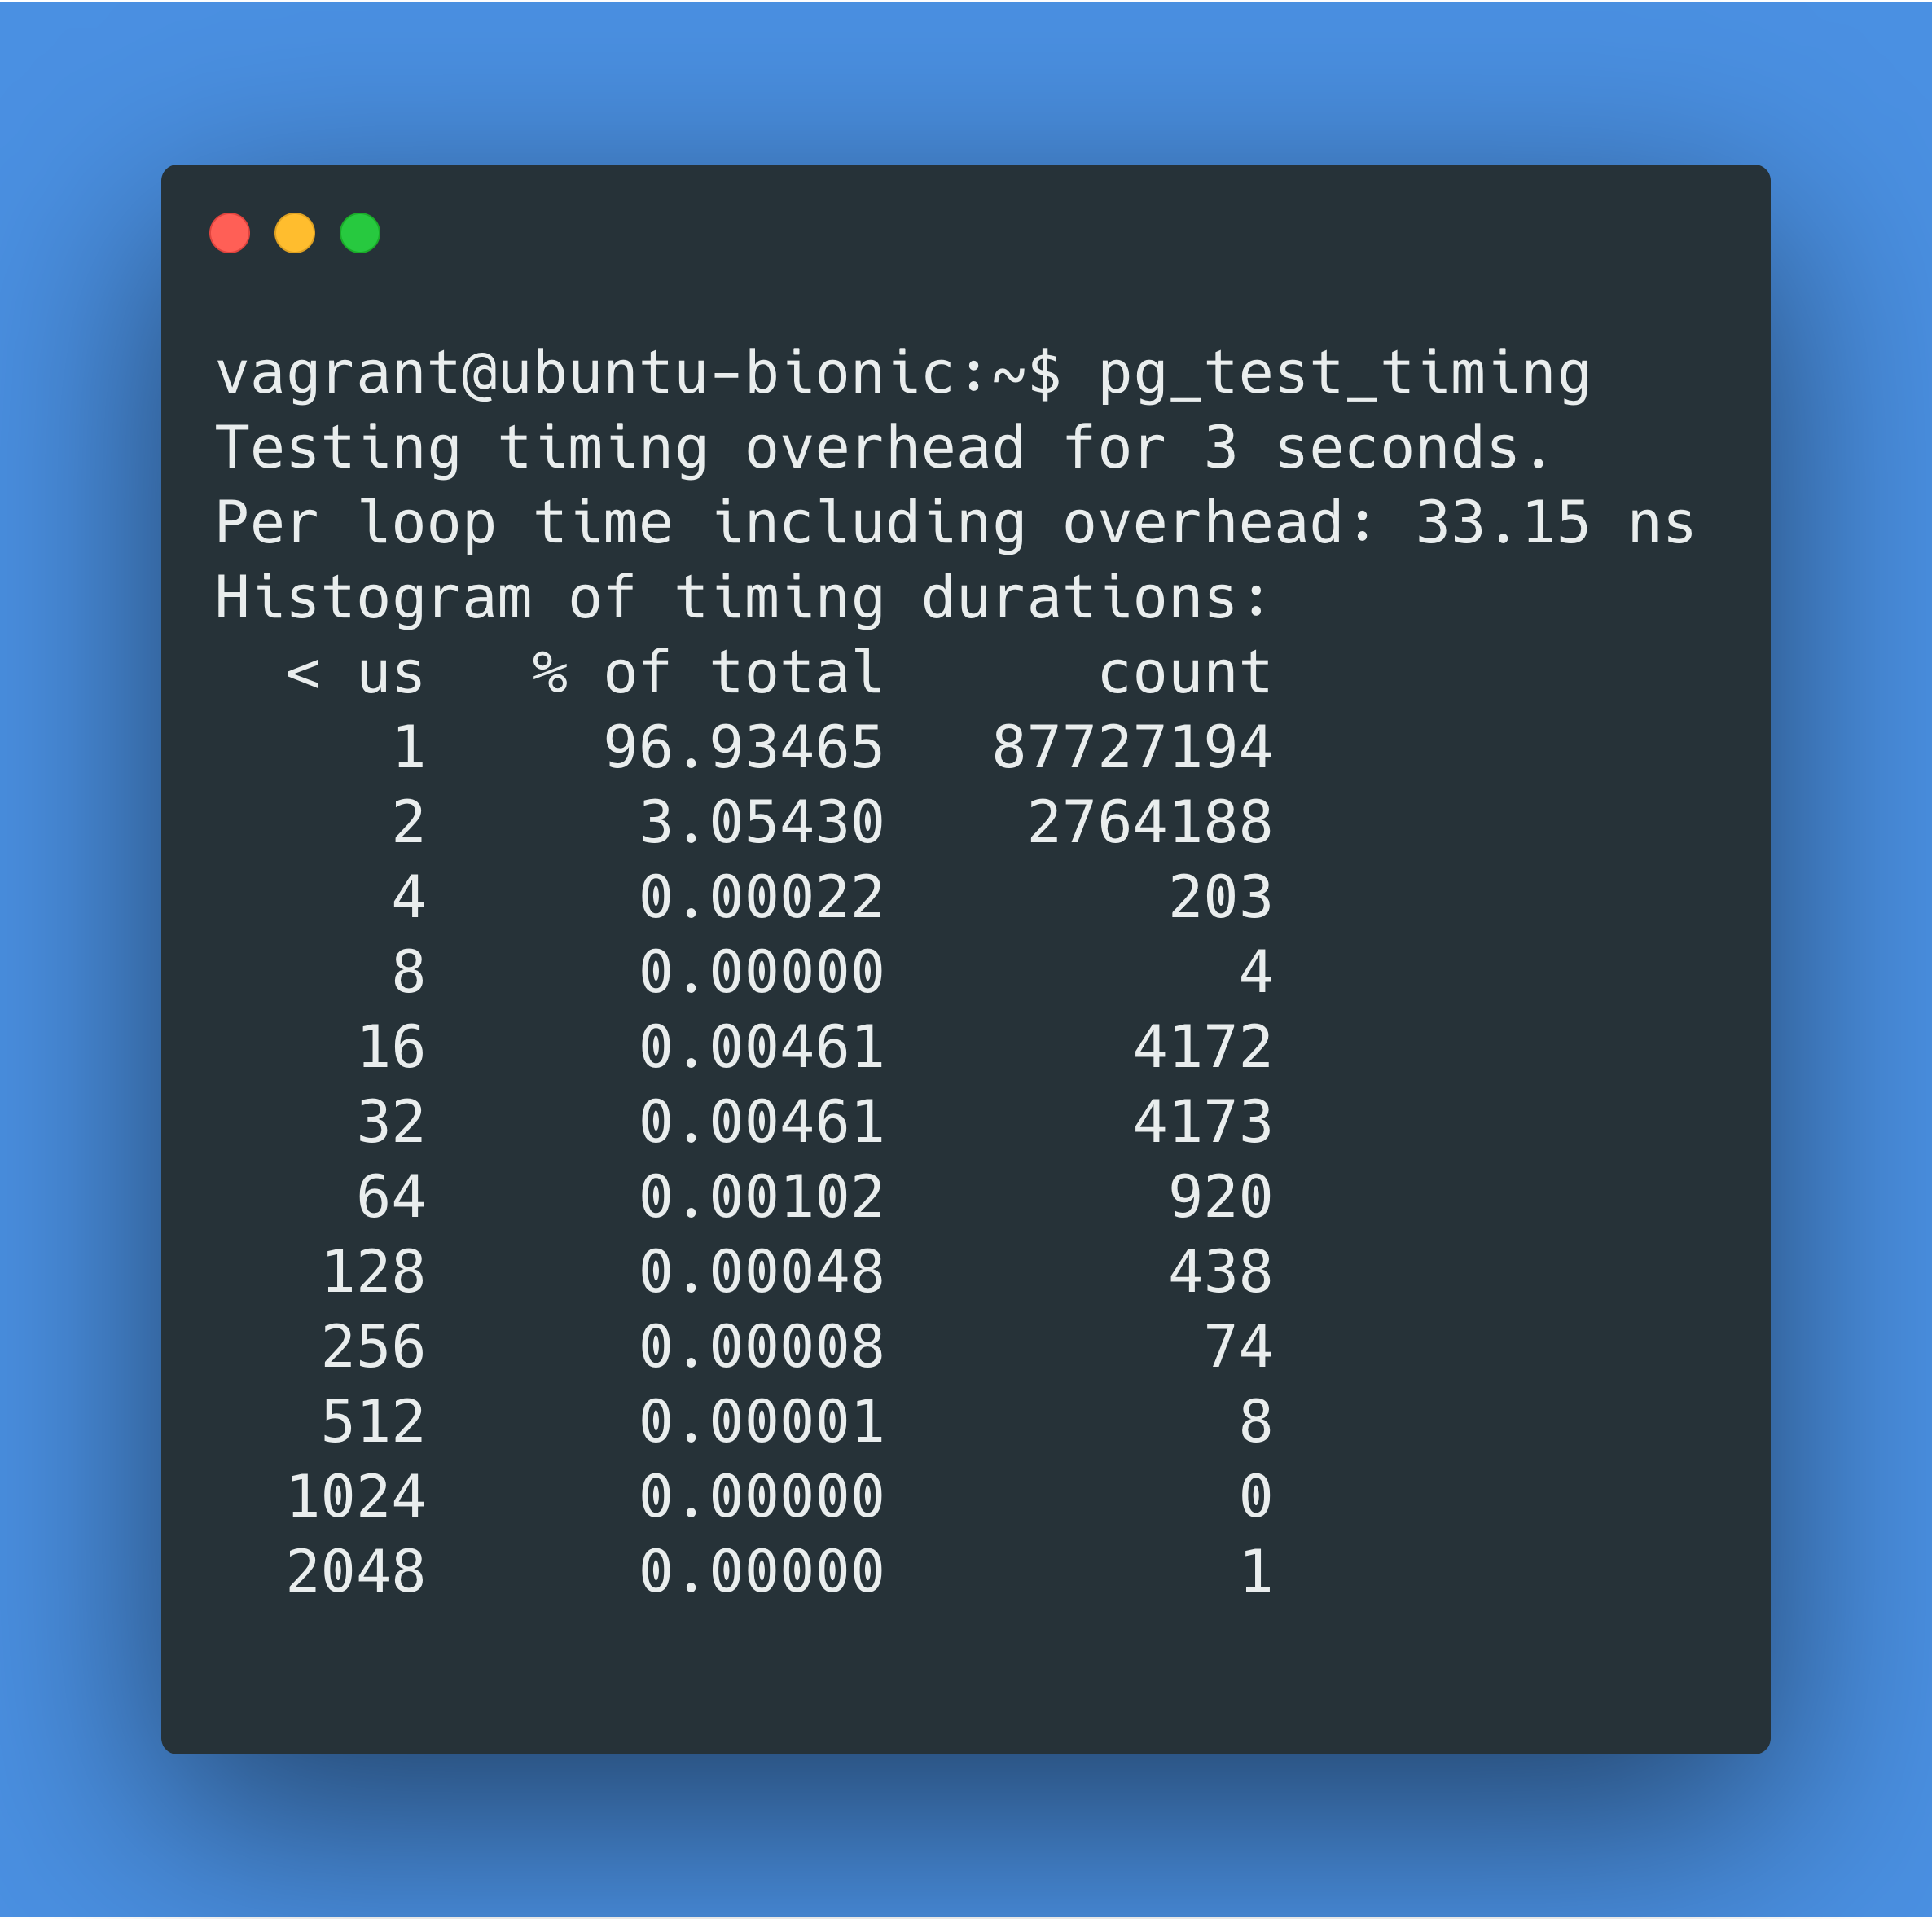 vagrant@ubuntu-bionic:~$ pg_test_timing
Testing timing overhead for 3 seconds.
Per loop time including overhead: 33.15 ns
Histogram of timing durations:
  < us   % of total      count
     1     96.93465   87727194
     2      3.05430    2764188
     4      0.00022        203
     8      0.00000          4
    16      0.00461       4172
    32      0.00461       4173
    64      0.00102        920
   128      0.00048        438
   256      0.00008         74
   512      0.00001          8
  1024      0.00000          0
  2048      0.00000          1